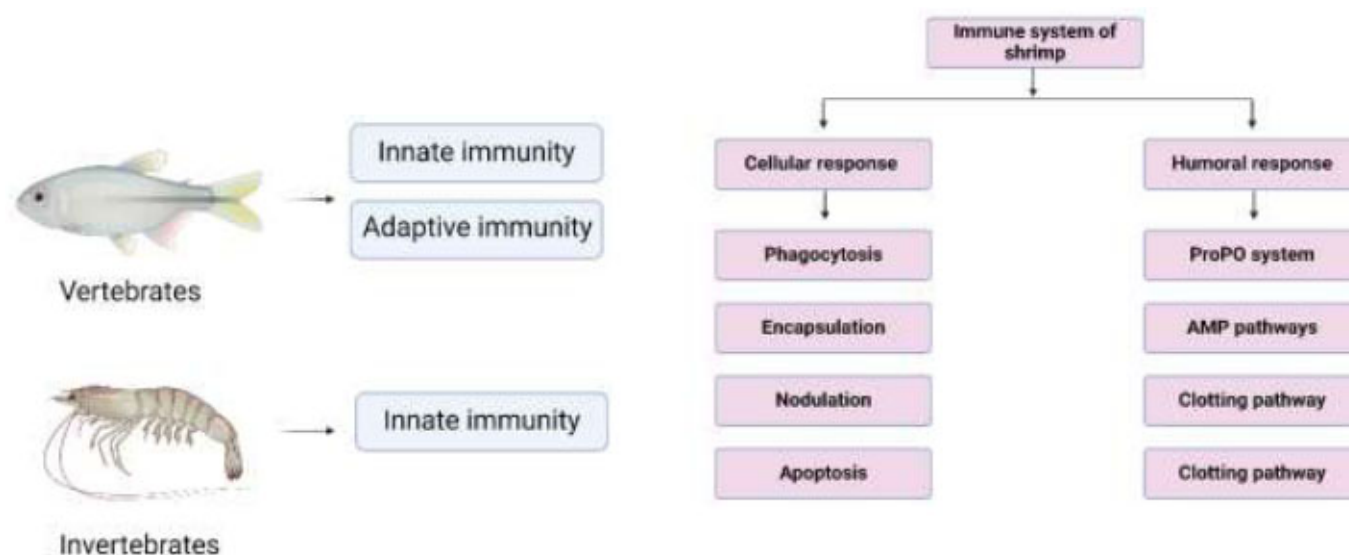 Innate immunity
Adaptive immunity
Vertebrates
Innate immunity
Invertebrates
Immune system of
shrimp
Cellular response
Humoral response
Phagocytosis
ProPO system
Encapsulation
AMP pathways
Nodulation
Clotting pathway
Apoptosis
Clotting pathway